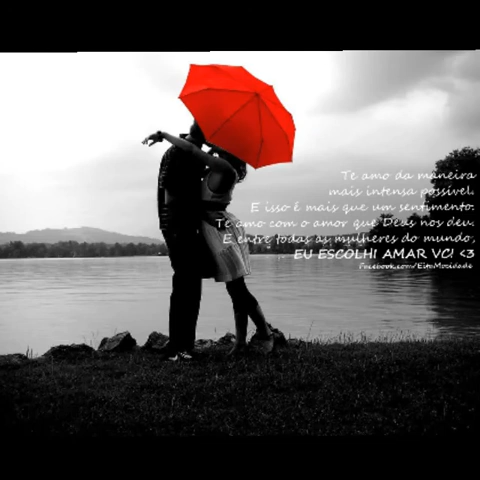 Te amo da maneira
mais intensa possível.
E isso é mais que um sentimento:
Te amo com o amor que Deus nos deu.
E entre todas as mulheres do mundo,
EU ESCOLHI AMAR VC! <3
Facebook.com/EitaMocidade